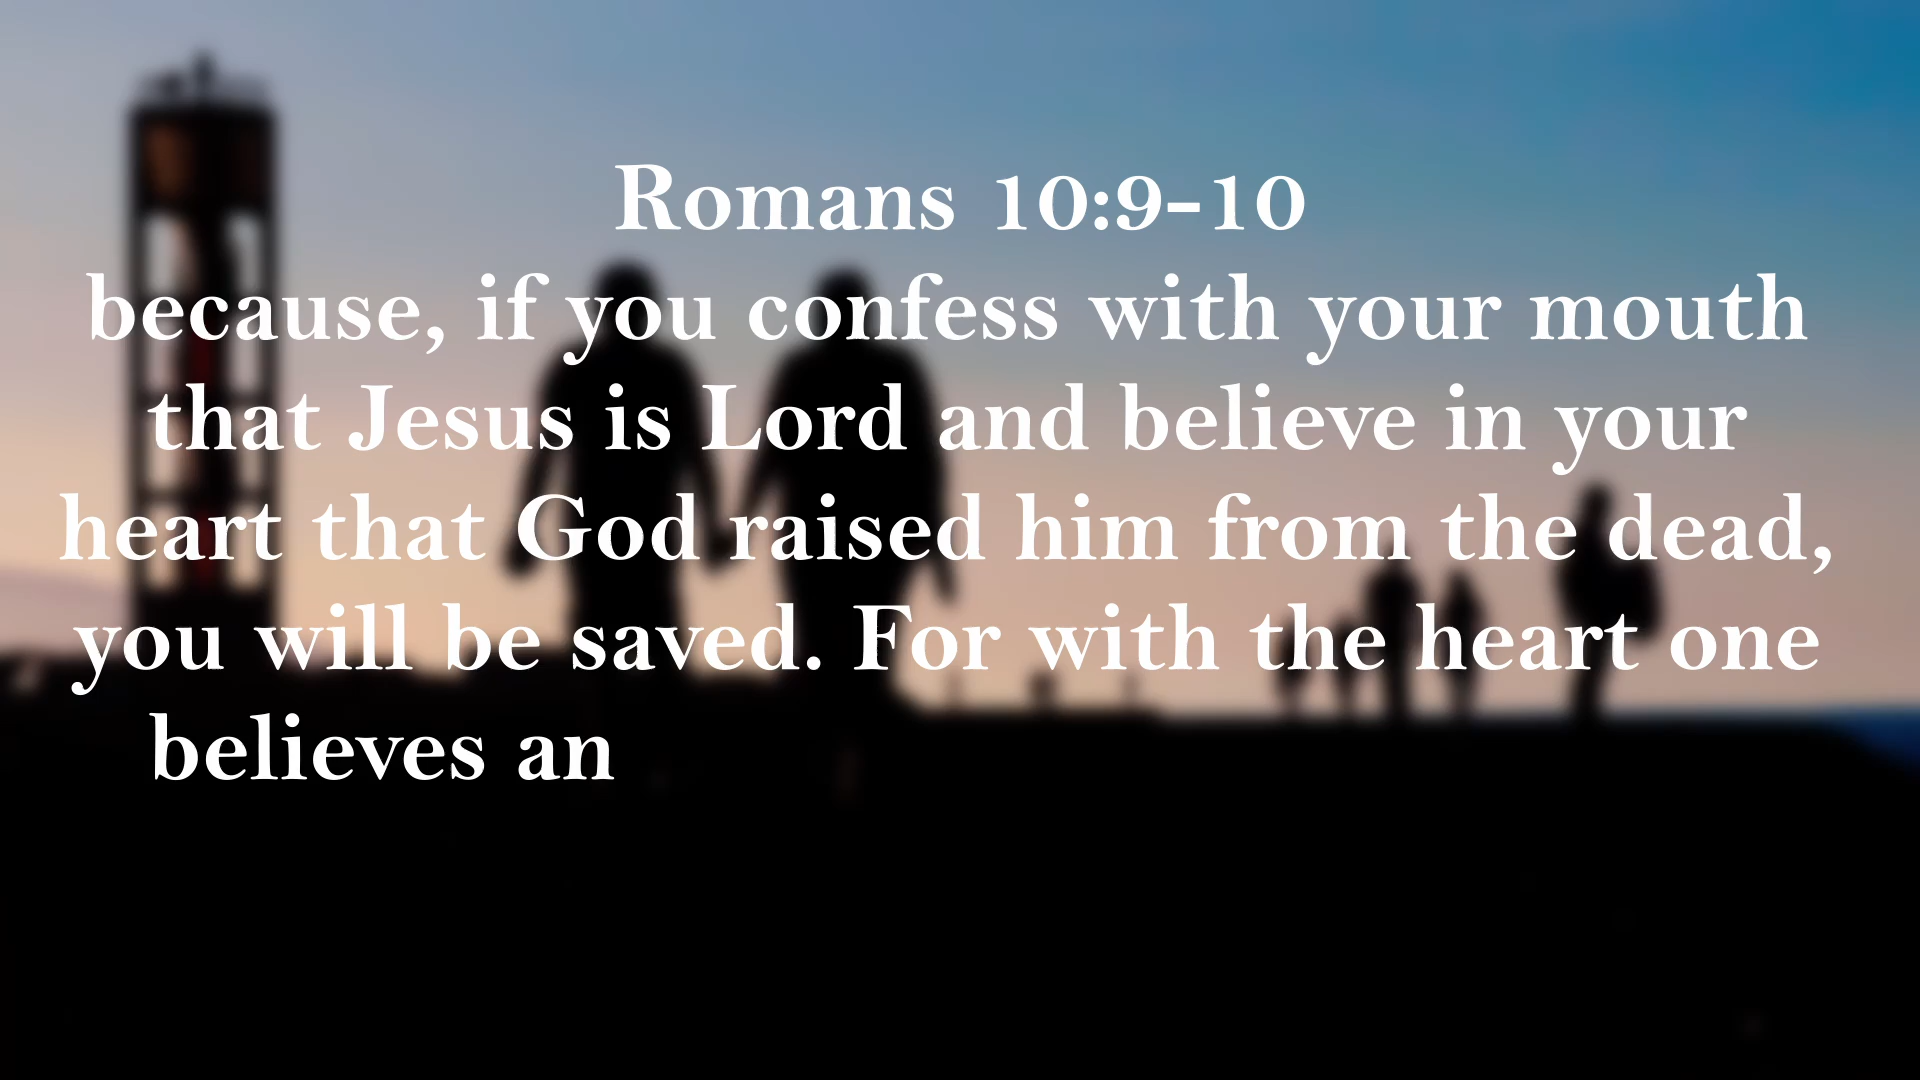 Romans 10:9-10
because, if you confess with your mouth
that Jesus is Lord and believe in your
heart that God raised him from the dead,
you will be saved. For with the heart one
believes an